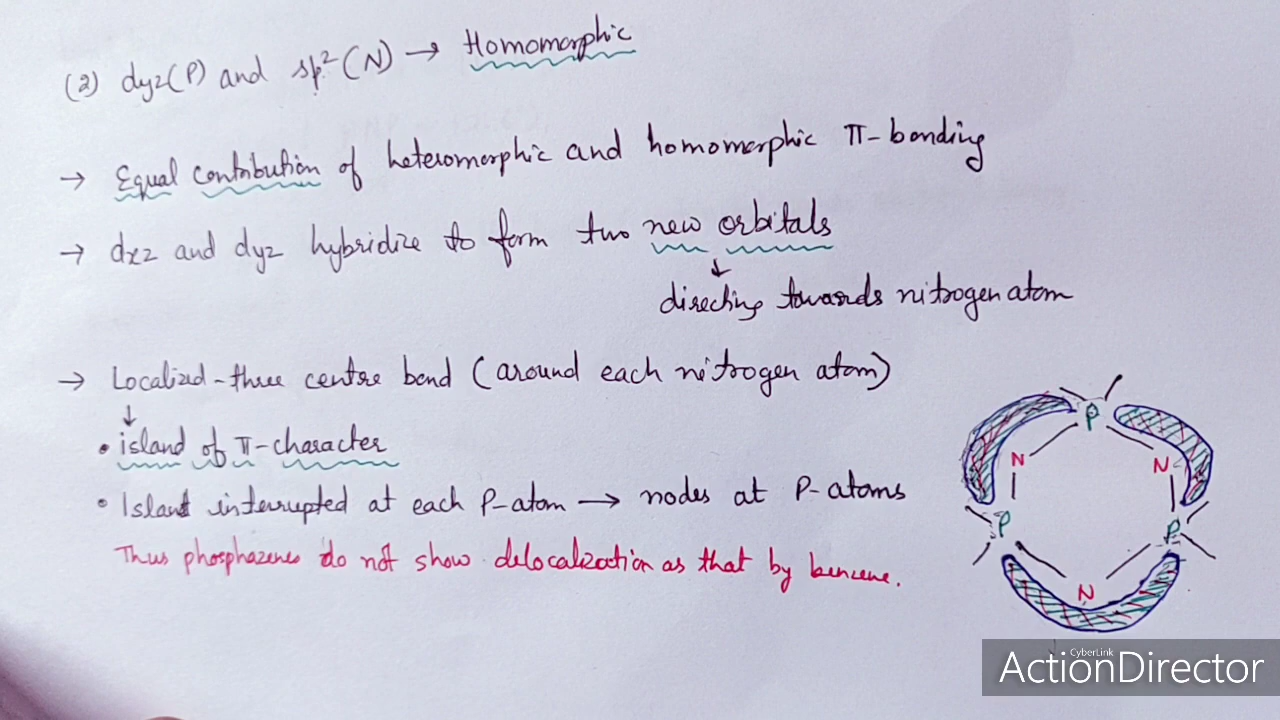 (2) dyz(P) and sp²(N) → Homomorphic
→ Equal contribution of heteromorphic and homomorphic π-bonding
→ dxz and dyz hybridize to form two new orbitals
↓
directing towards nitrogen atom
→ Localized-three centre bond (around each nitrogen atom)
↓
• island of π-character
• Island interrupted at each P-atom → nodes at P-atoms
Thus phosphazenes do not show delocalization as that by benzene.
P
N N
P P
N
CyberLink
ActionDirector